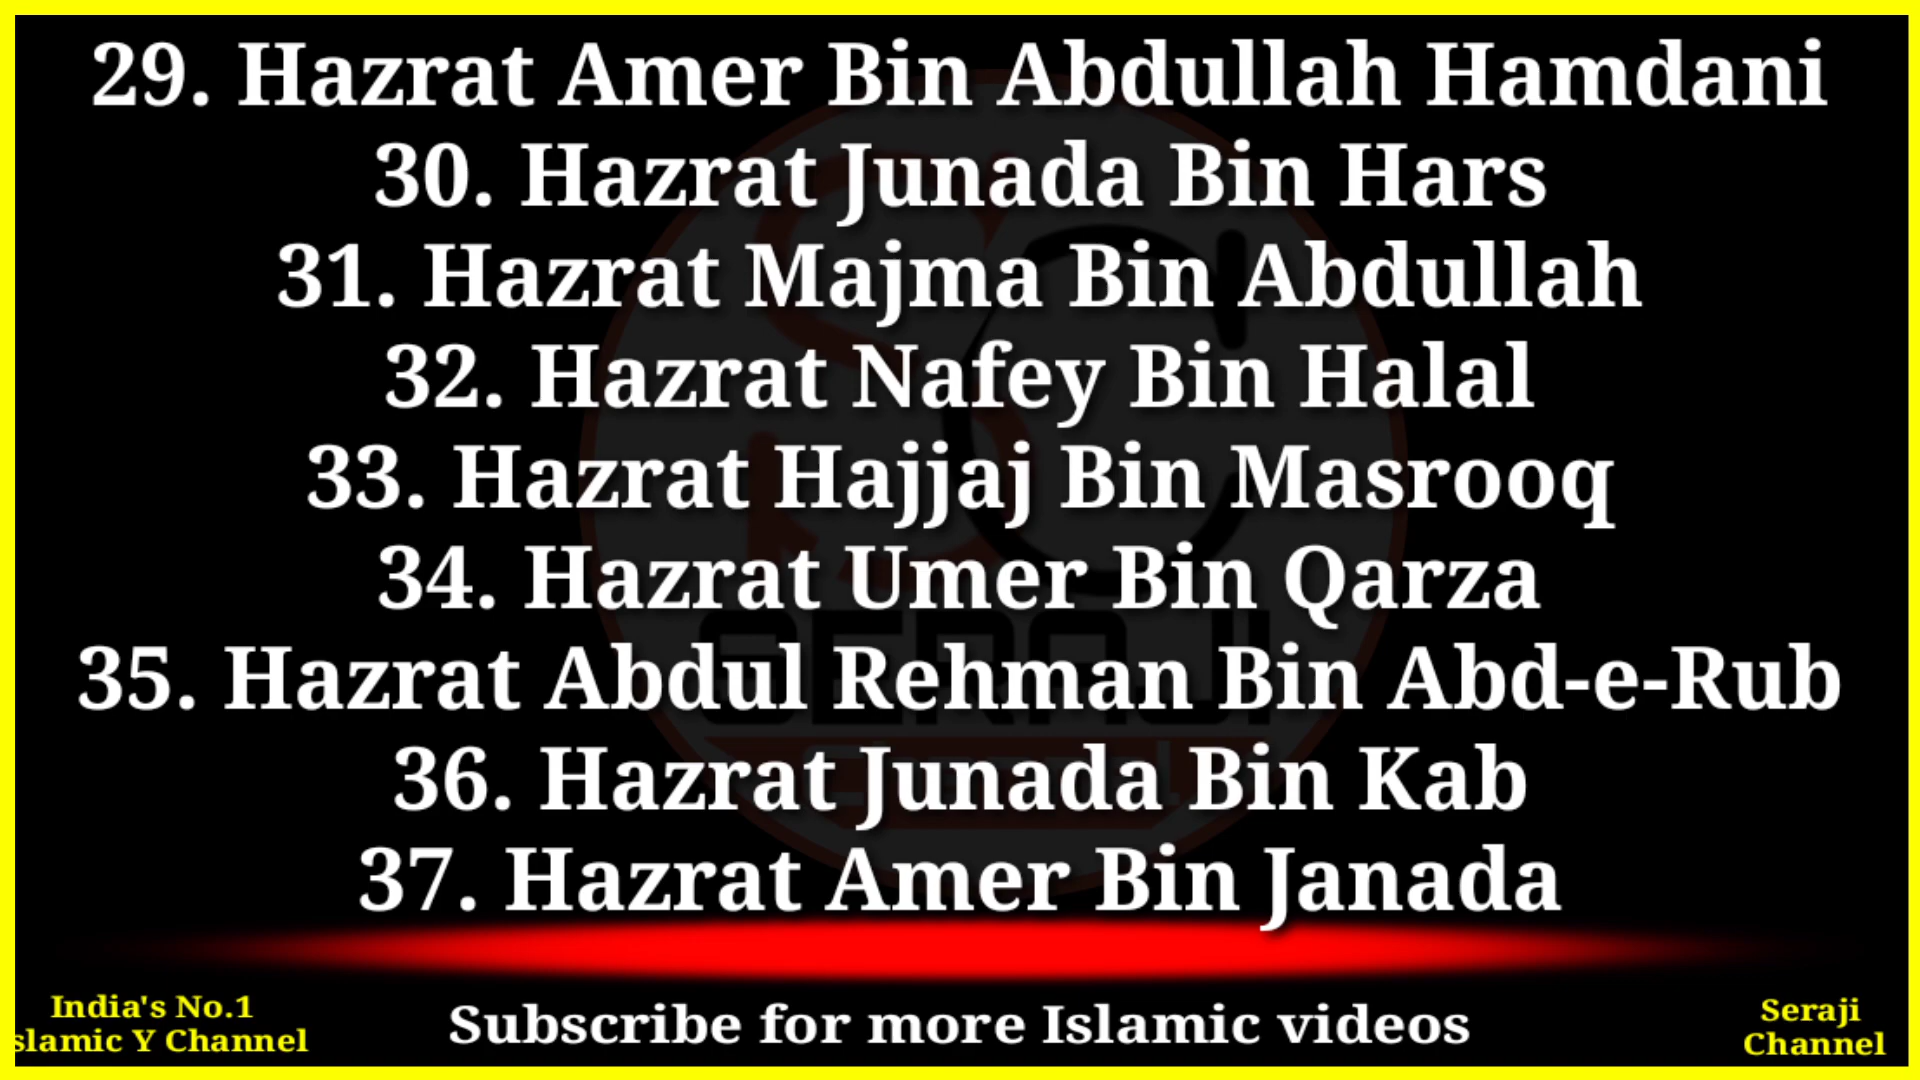 29. Hazrat Amer Bin Abdullah Hamdani
30. Hazrat Junada Bin Hars
31. Hazrat Majma Bin Abdullah
32. Hazrat Nafey Bin Halal
33. Hazrat Hajjaj Bin Masrooq
34. Hazrat Umer Bin Qarza
35. Hazrat Abdul Rehman Bin Abd-e-Rub
36. Hazrat Junada Bin Kab
37. Hazrat Amer Bin Janada
India's No.1
slamic Y Channel
Subscribe for more Islamic videos
Seraji
Channel
SERAJI